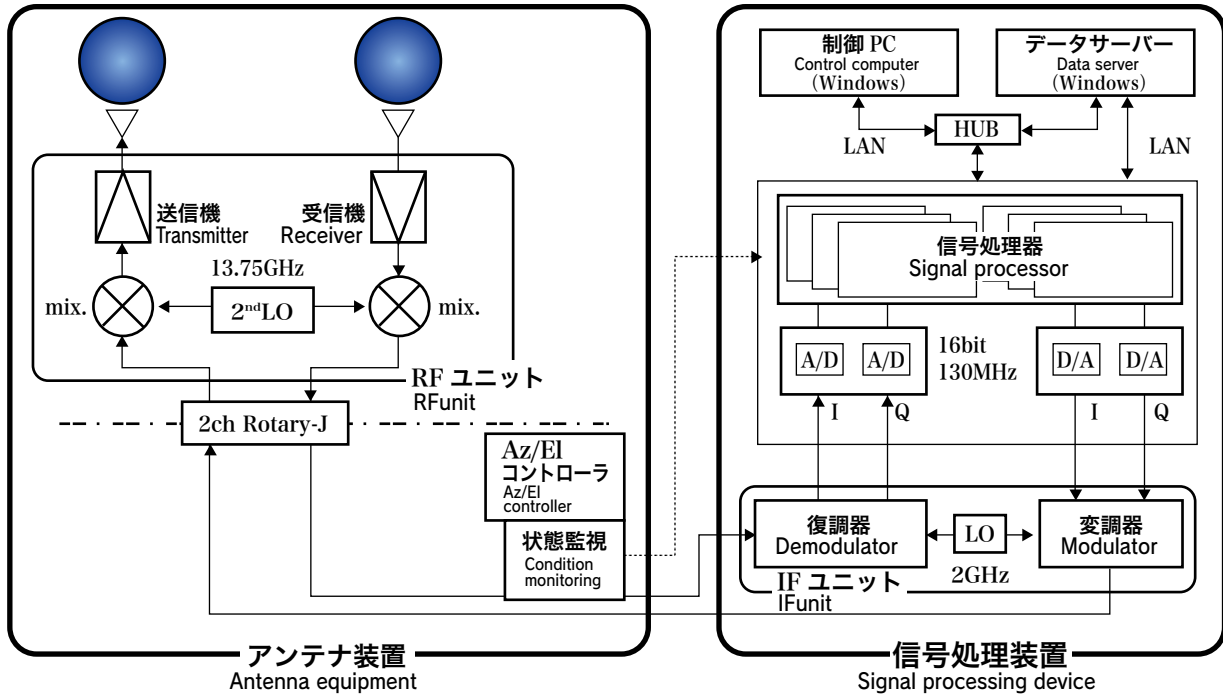 送信機
Transmitter
受信機
Receiver
13.75GHz
mix.
2ndLO
mix.
RF ユニット
RFunit
2ch Rotary-J
Az/El
コントローラ
Az/El
controller
状態監視
Condition
monitoring
アンテナ装置
Antenna equipment
制御 PC
Control computer
(Windows)
データサーバー
Data server
(Windows)
HUB
LAN
LAN
信号処理器
Signal processor
A/D
A/D
16bit
130MHz
D/A
D/A
I
Q
I
Q
復調器
Demodulator
LO
2GHz
変調器
Modulator
IF ユニット
IFunit
信号処理装置
Signal processing device